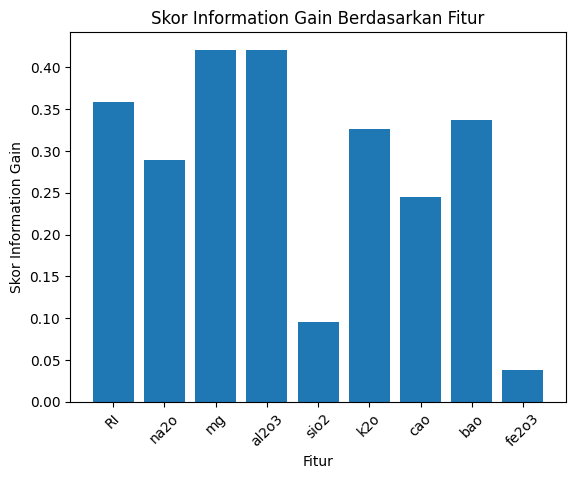 Skor Information Gain Berdasarkan Fitur
Skor Information Gain
0.40
0.35
0.30
0.25
0.20
0.15
0.10
0.05
0.00
RI
na2o
mg
al2o3
sio2
k2o
cao
bao
fe2o3
Fitur